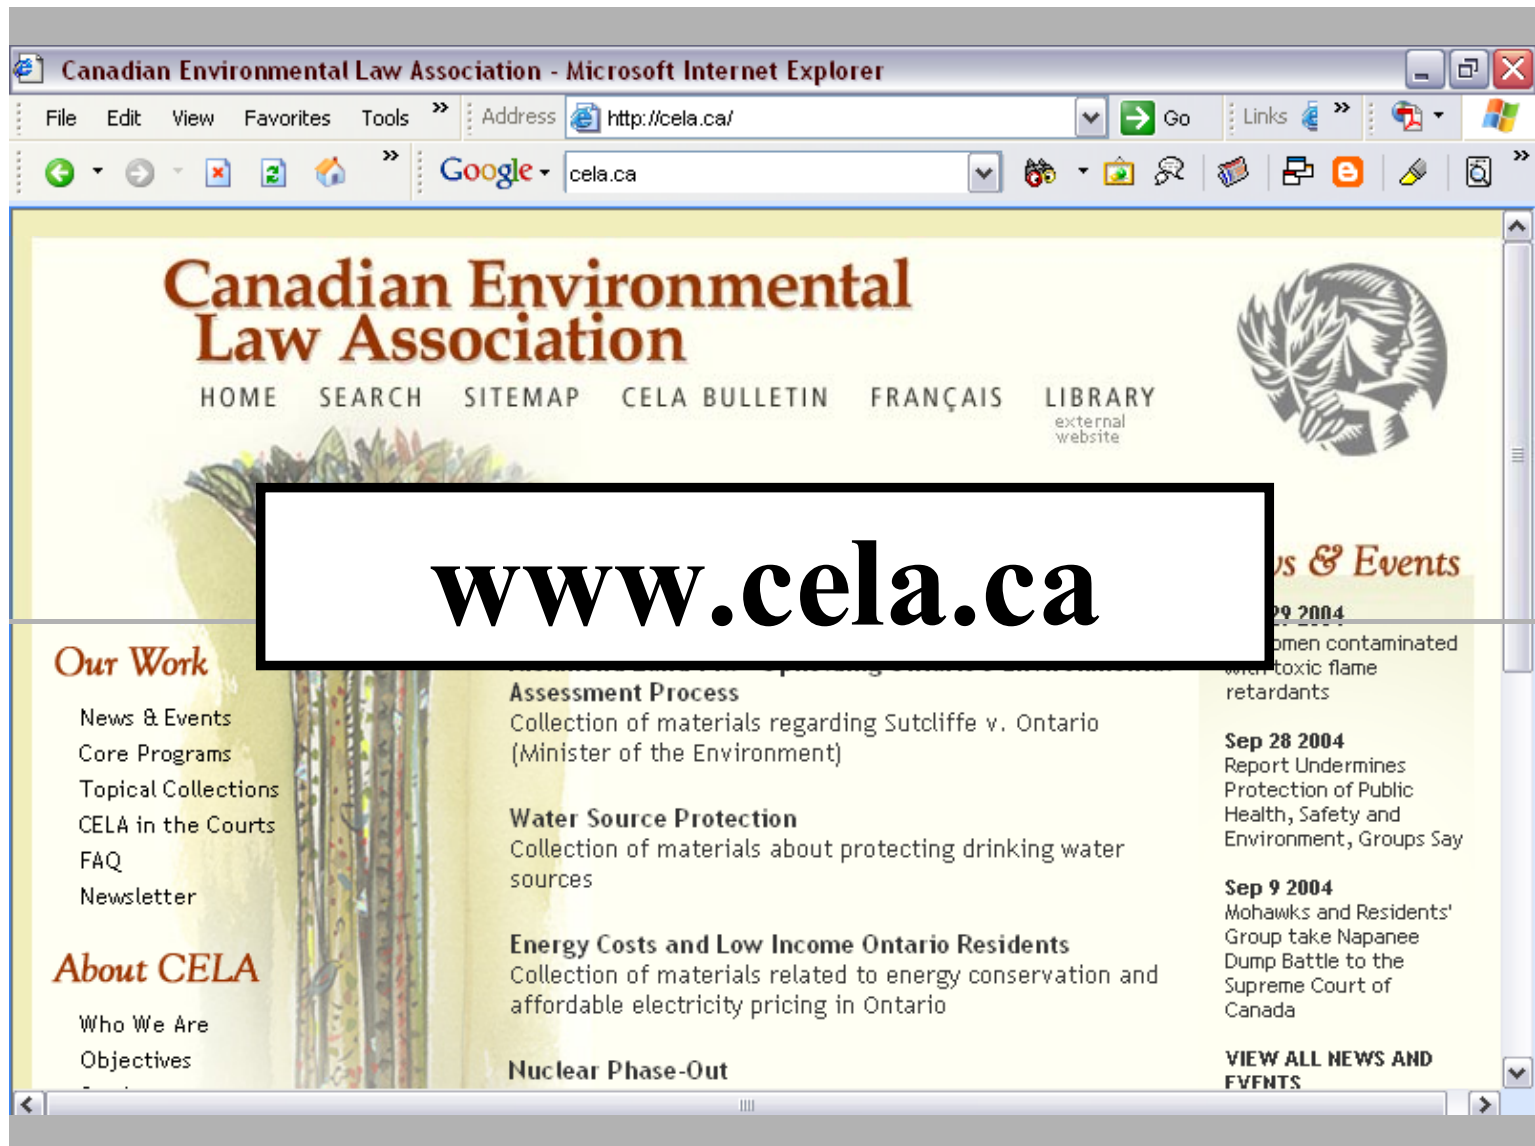 Canadian Environmental Law Association - Microsoft Internet Explorer
File Edit View Favorites Tools » Address http://cela.ca/ Go Links »
» Google cela.ca »
Canadian Environmental
Law Association
HOME SEARCH SITEMAP CELA BULLETIN FRANÇAIS LIBRARY
external
website
www.cela.ca
Our Work
News & Events
Core Programs
Topical Collections
CELA in the Courts
FAQ
Newsletter
About CELA
Who We Are
Objectives
Assessment Process
Collection of materials regarding Sutcliffe v. Ontario
(Minister of the Environment)
Water Source Protection
Collection of materials about protecting drinking water
sources
Energy Costs and Low Income Ontario Residents
Collection of materials related to energy conservation and
affordable electricity pricing in Ontario
Nuclear Phase-Out
& Events
29 2004
contaminated
with toxic flame
retardants
Sep 28 2004
Report Undermines
Protection of Public
Health, Safety and
Environment, Groups Say
Sep 9 2004
Mohawks and Residents'
Group take Napanee
Dump Battle to the
Supreme Court of
Canada
VIEW ALL NEWS AND
EVENTS